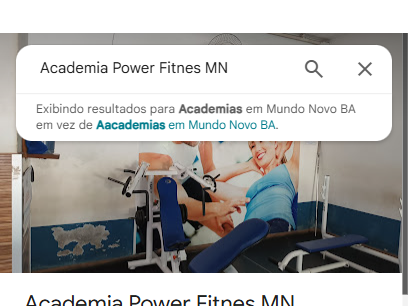 Academia Power Fitnes MN
Exibindo resultados para Academias em Mundo Novo BA
em vez de Aacademias em Mundo Novo BA.
Academia Power Fitnes MN